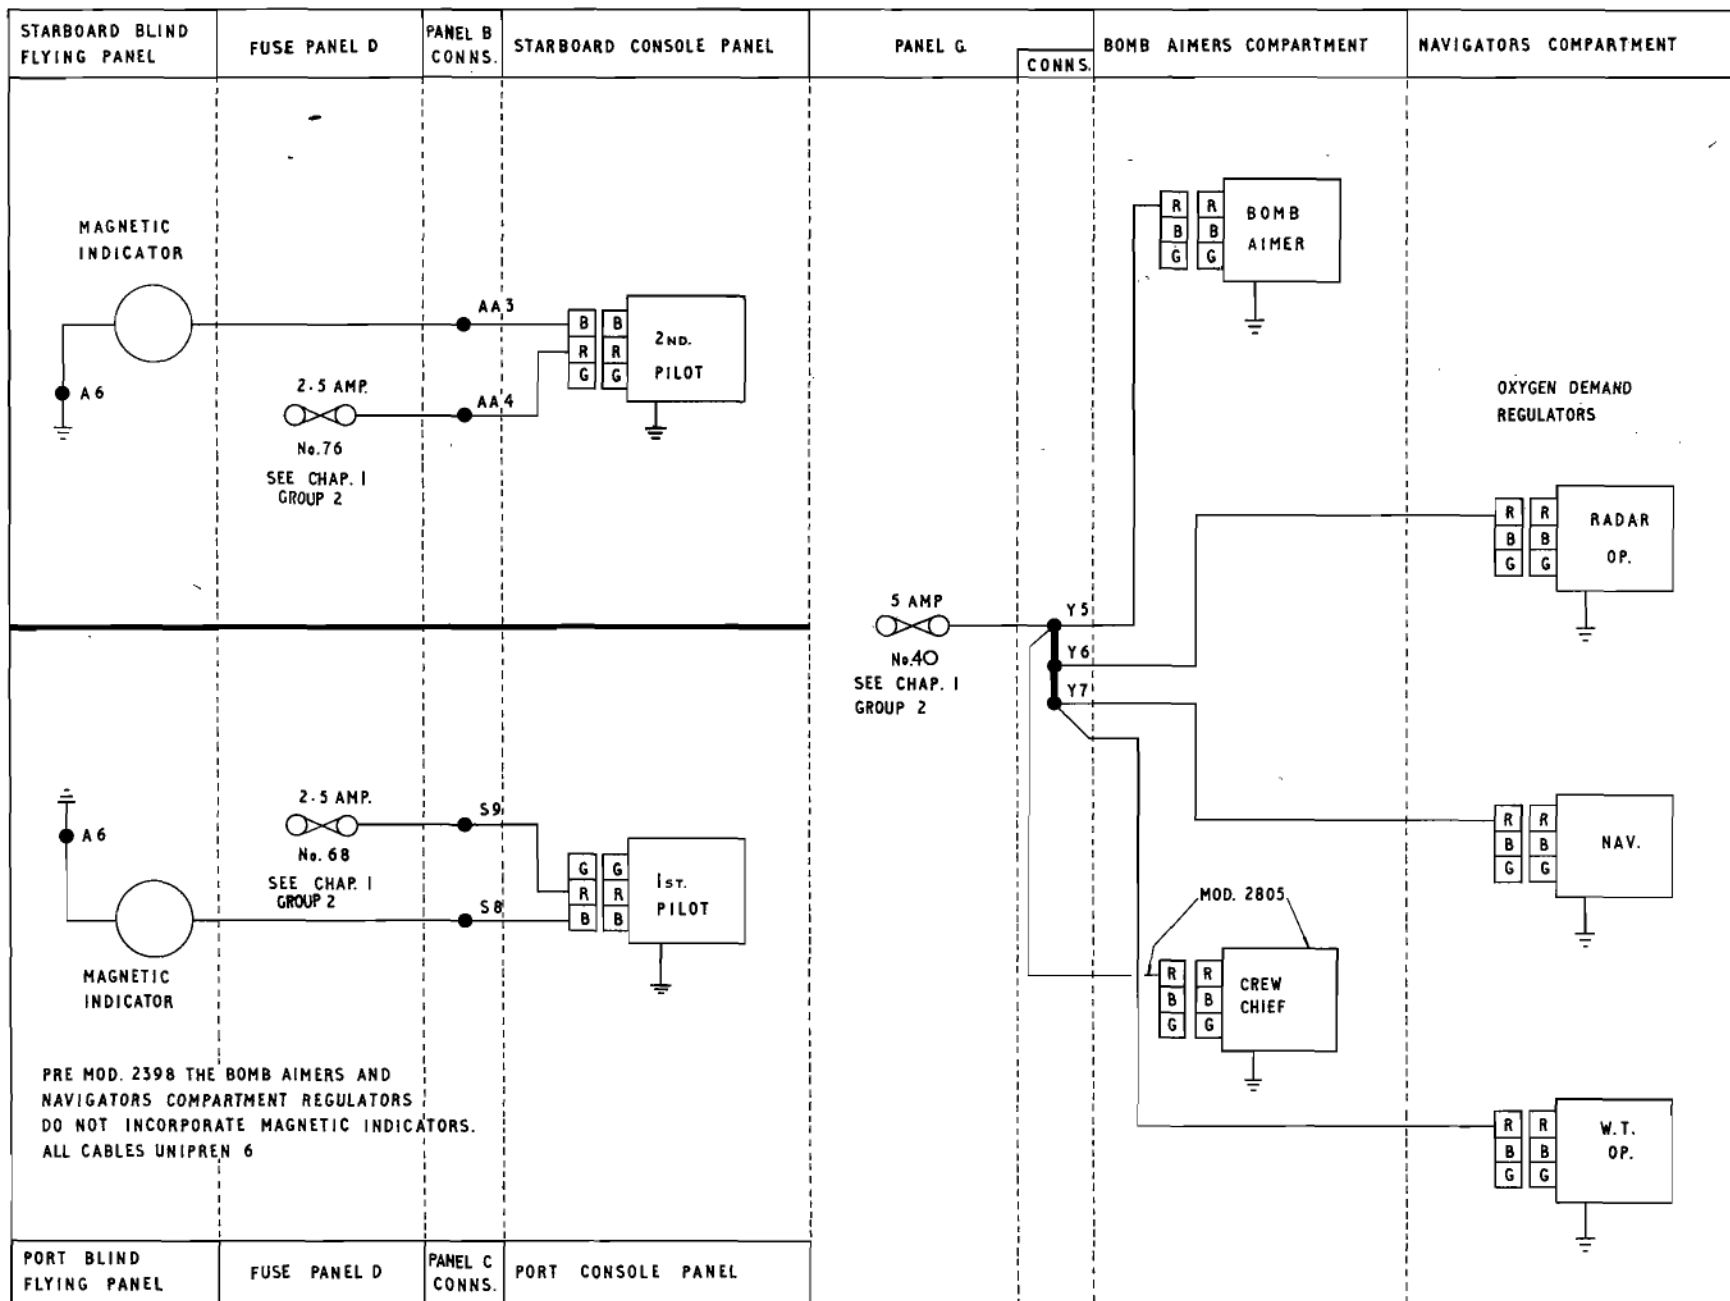 STARBOARD BLIND
FLYING PANEL
FUSE PANEL D
PANEL B
CONNS.
STARBOARD CONSOLE PANEL
PANEL G.
CONNS.
BOMB AIMERS COMPARTMENT
NAVIGATORS COMPARTMENT
MAGNETIC
INDICATOR
A6
2·5 AMP.
No.76
SEE CHAP. 1
GROUP 2
AA3
AA4
B B
R R
G G
2ND.
PILOT
R R
B B
G G
BOMB
AIMER
OXYGEN DEMAND
REGULATORS
R R
B B
G G
RADAR
OP.
5 AMP
No.40
SEE CHAP. 1
GROUP 2
Y5
Y6
Y7
A6
MAGNETIC
INDICATOR
2·5 AMP.
No. 68
SEE CHAP. 1
GROUP 2
S9
S8
G G
R R
B B
1ST.
PILOT
R R
B B
G G
NAV.
MOD. 2805
R R
B B
G G
CREW
CHIEF
R R
B B
G G
W.T.
OP.
PRE MOD. 2398 THE BOMB AIMERS AND
NAVIGATORS COMPARTMENT REGULATORS
DO NOT INCORPORATE MAGNETIC INDICATORS.
ALL CABLES UNIPREN 6
PORT BLIND
FLYING PANEL
FUSE PANEL D
PANEL C
CONNS.
PORT CONSOLE PANEL